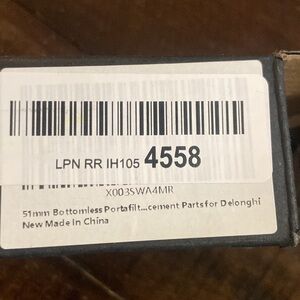 LPN RR IH105 4558
X003SWA4MR
51mm Bottomless Portafilt...cement Parts for Delonghi
New Made In China